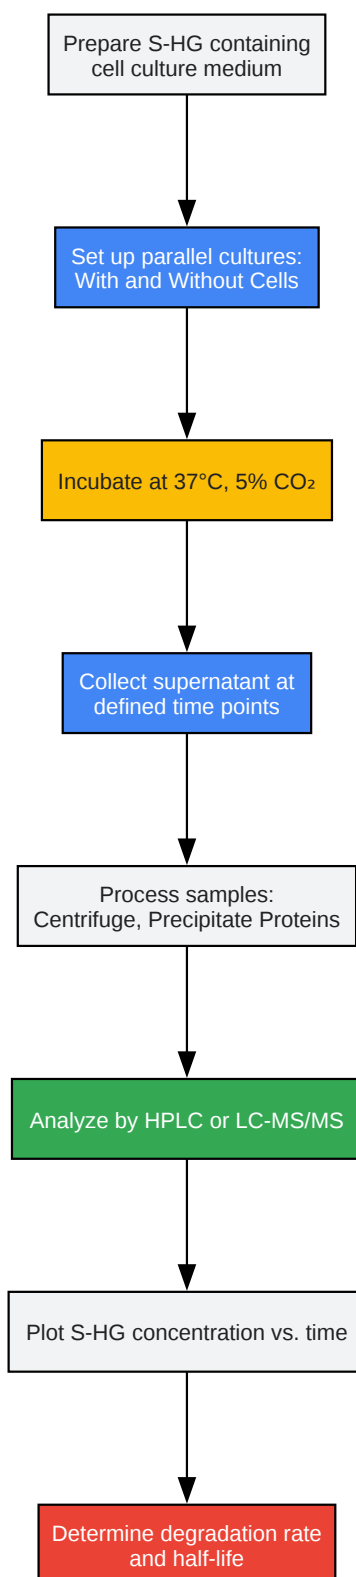 Prepare S-HG containing
cell culture medium
Set up parallel cultures:
With and Without Cells
Incubate at 37°C, 5% CO₂
Collect supernatant at
defined time points
Process samples:
Centrifuge, Precipitate Proteins
Analyze by HPLC or LC-MS/MS
Plot S-HG concentration vs. time
Determine degradation rate
and half-life